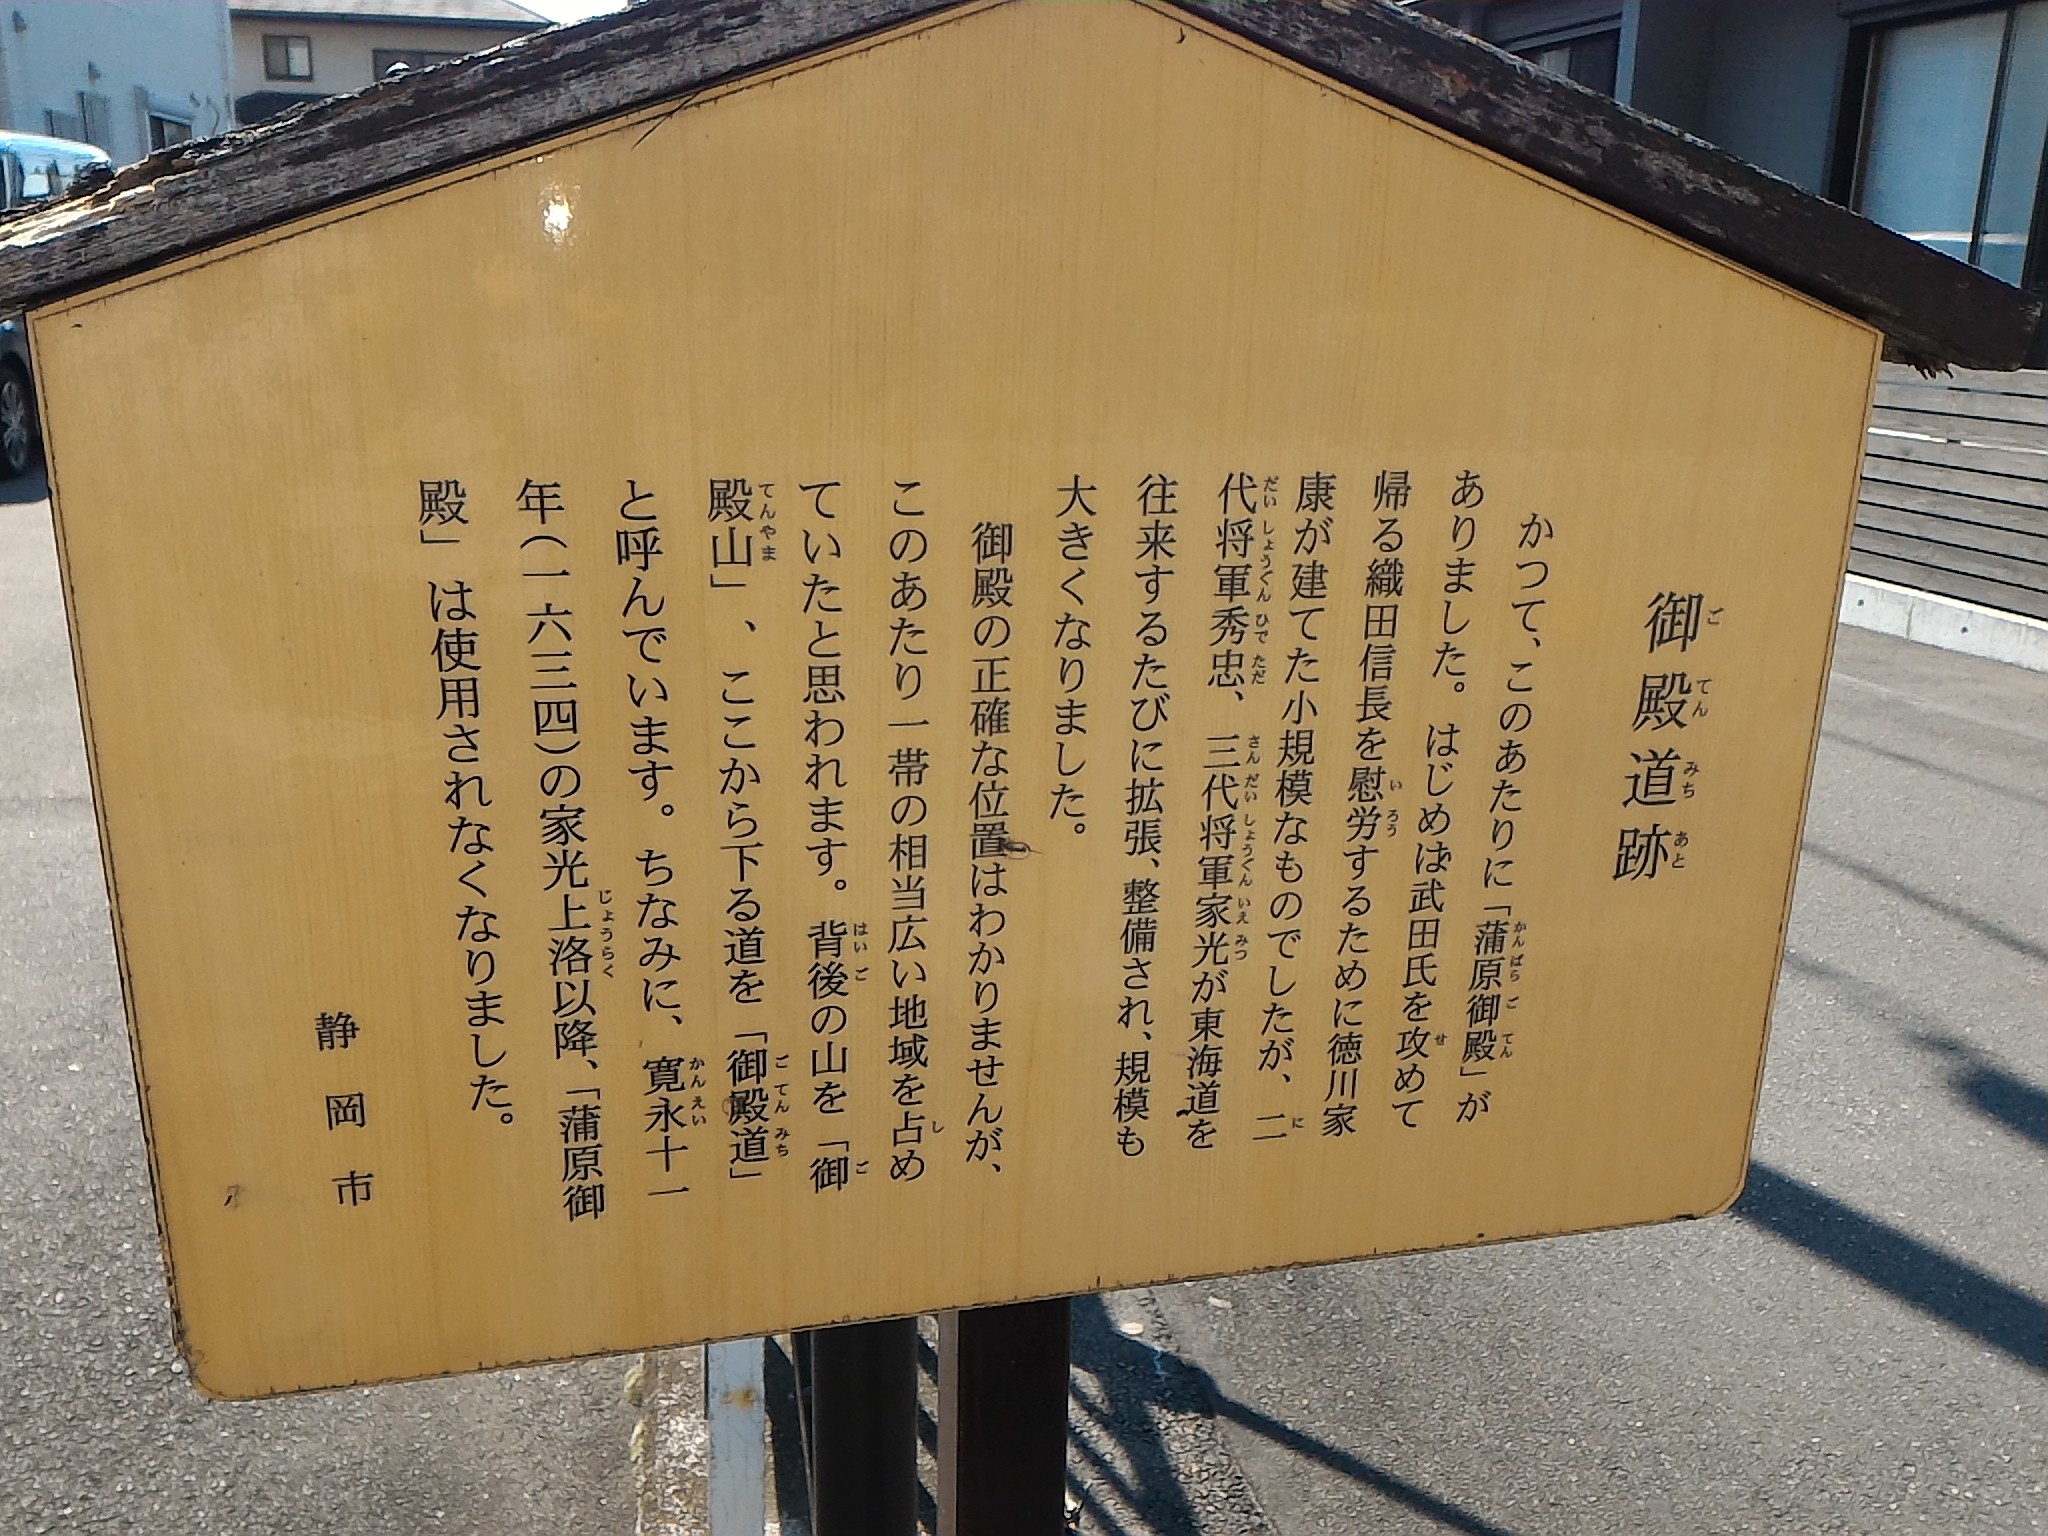 御殿道跡
かつて、このあたりに「蒲原御殿」が
ありました。はじめは武田氏を攻めて
帰る織田信長を慰労するために徳川家
康が建てた小規模なものでしたが、二
代将軍秀忠、三代将軍家光が東海道を
往来するたびに拡張、整備され、規模も
大きくなりました。
御殿の正確な位置はわかりませんが、
このあたり一帯の相当広い地域を占め
ていたと思われます。背後の山を「御
殿山」、ここから下る道を「御殿道」
と呼んでいます。ちなみに、寛永十一
年(一六三四)の家光上洛以降、「蒲原御
殿」は使用されなくなりました。
静岡市